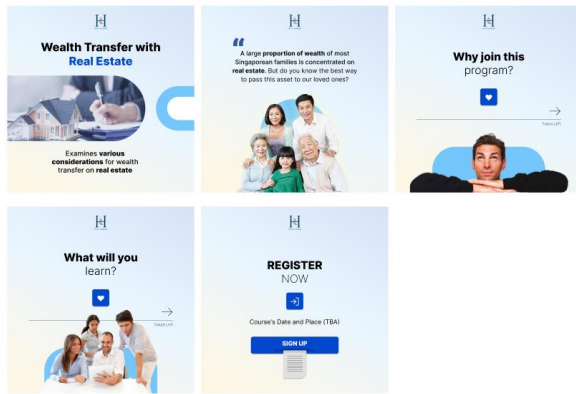 Wealth Transfer with
Real Estate
Examines various
considerations for wealth
transfer on real estate
“
A large proportion of wealth of most
Singaporean families is concentrated on
real estate. But do you know the best way
to pass this asset to our loved ones?
Why join this
program?
What will you
learn?
REGISTER
NOW
Course's Date and Place (TBA)
SIGN UP